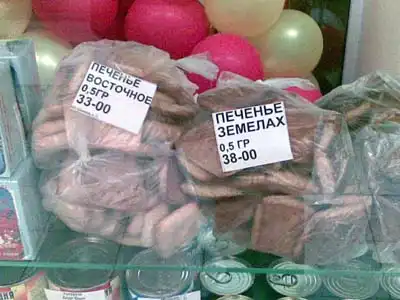 ПЕЧЕНЬЕ
ВОСТОЧНОЕ
0,5ГР
33-00
ПЕЧЕНЬЕ
ЗЕМЕЛАХ
0,5 ГР
38-00